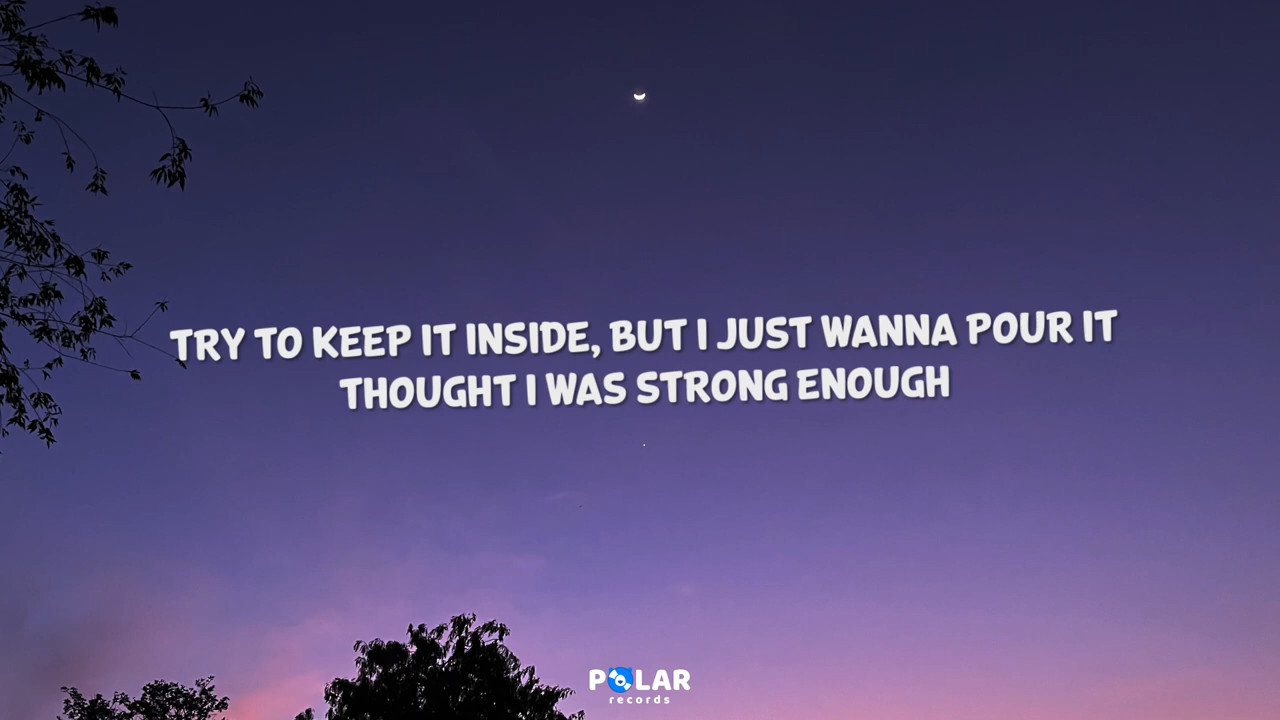 TRY TO KEEP IT INSIDE, BUT I JUST WANNA POUR IT
THOUGHT I WAS STRONG ENOUGH
POLAR
records